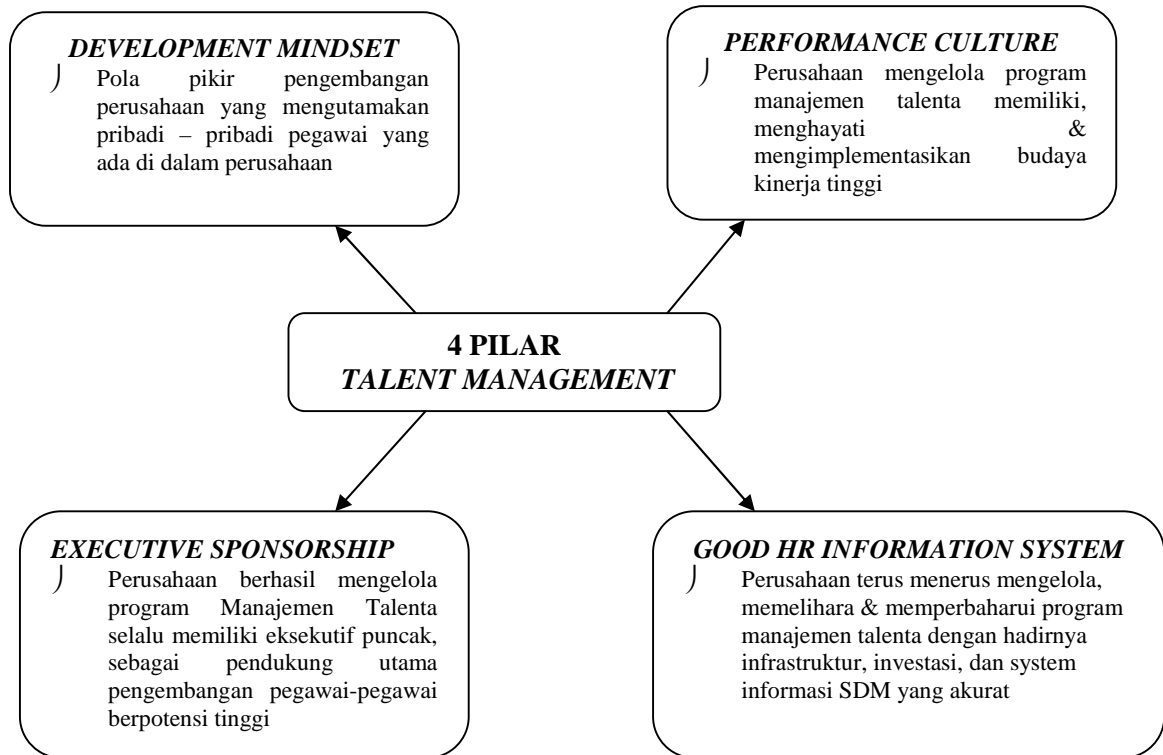 DEVELOPMENT MINDSET
Pola pikir pengembangan
perusahaan yang mengutamakan
pribadi – pribadi pegawai yang
ada di dalam perusahaan
PERFORMANCE CULTURE
Perusahaan mengelola program
manajemen talenta memiliki,
menghayati &
mengimplementasikan budaya
kinerja tinggi
4 PILAR
TALENT MANAGEMENT
EXECUTIVE SPONSORSHIP
Perusahaan berhasil mengelola
program Manajemen Talenta
selalu memiliki eksekutif puncak,
sebagai pendukung utama
pengembangan pegawai-pegawai
berpotensi tinggi
GOOD HR INFORMATION SYSTEM
Perusahaan terus menerus mengelola,
memelihara & memperbaharui program
manajemen talenta dengan hadirnya
infrastruktur, investasi, dan system
informasi SDM yang akurat